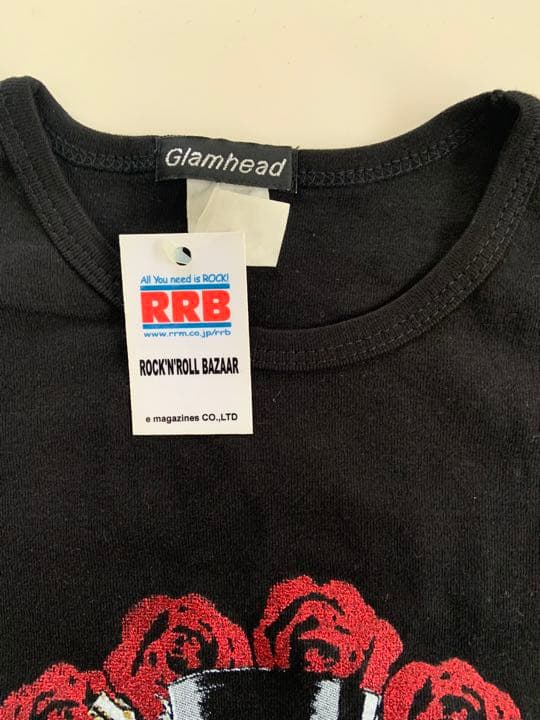 Glamhead
All You need is ROCK!
RRB
www.rrm.co.jp/rrb
ROCK'N'ROLL BAZAAR
e magazines CO.,LTD